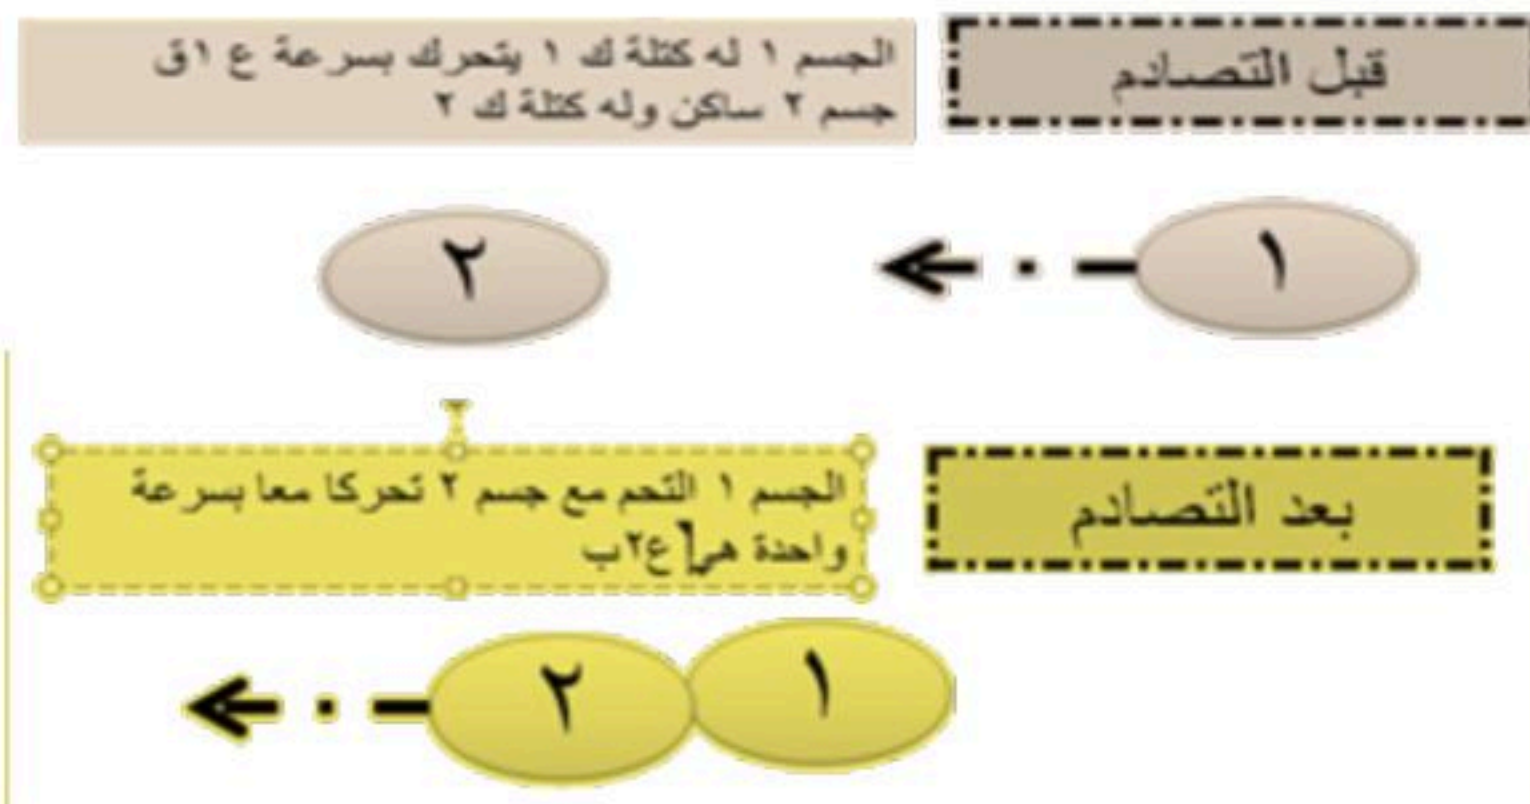 قبل التصادم
الجسم ١ له كتلة ك ١ يتحرك بسرعة ع ١ق
جسم ٢ ساكن وله كتلة ك ٢
١
٢
بعد التصادم
الجسم ١ التحم مع جسم ٢ تحركا معا بسرعة
واحدة هي ع٢ب
١
٢